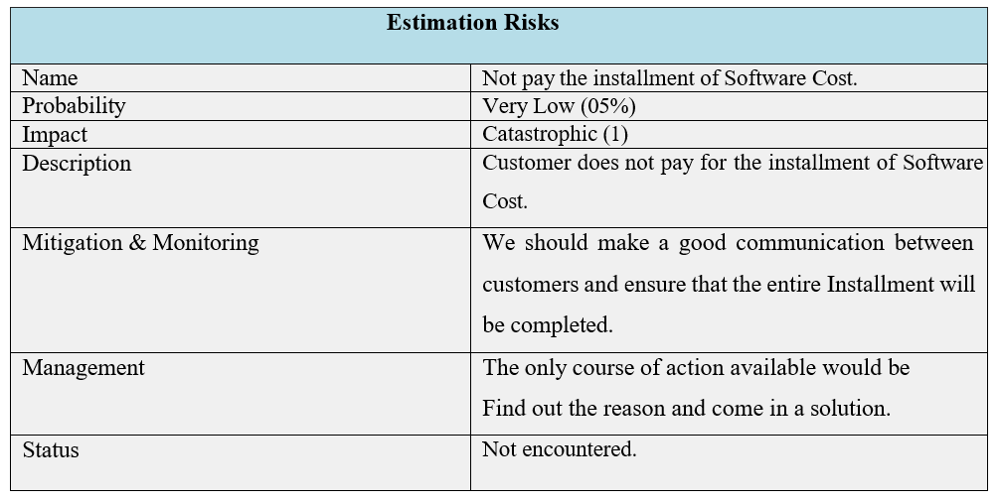 Estimation Risks
Name
Not pay the installment of Software Cost.
Probability
Very Low (05%)
Impact
Catastrophic (1)
Description
Customer does not pay for the installment of Software
Cost.
Mitigation & Monitoring
We should make a good communication between
customers and ensure that the entire Installment will
be completed.
Management
The only course of action available would be
Find out the reason and come in a solution.
Status
Not encountered.